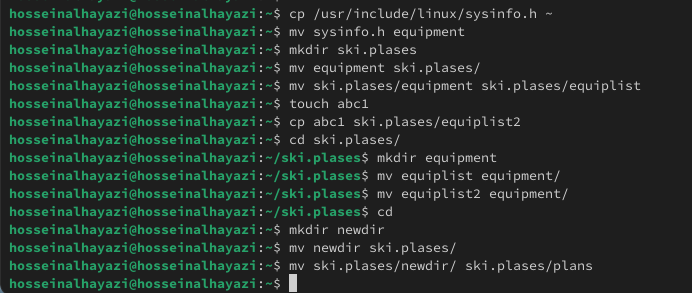 hosseinalhayazi@hosseinalhayazi:~$ cp /usr/include/linux/sysinfo.h ~
hosseinalhayazi@hosseinalhayazi:~$ mv sysinfo.h equipment
hosseinalhayazi@hosseinalhayazi:~$ mkdir ski.plases
hosseinalhayazi@hosseinalhayazi:~$ mv equipment ski.plases/
hosseinalhayazi@hosseinalhayazi:~$ mv ski.plases/equipment ski.plases/equiplist
hosseinalhayazi@hosseinalhayazi:~$ touch abc1
hosseinalhayazi@hosseinalhayazi:~$ cp abc1 ski.plases/equiplist2
hosseinalhayazi@hosseinalhayazi:~$ cd ski.plases/
hosseinalhayazi@hosseinalhayazi:~/ski.plases$ mkdir equipment
hosseinalhayazi@hosseinalhayazi:~/ski.plases$ mv equiplist equipment/
hosseinalhayazi@hosseinalhayazi:~/ski.plases$ mv equiplist2 equipment/
hosseinalhayazi@hosseinalhayazi:~/ski.plases$ cd
hosseinalhayazi@hosseinalhayazi:~$ mkdir newdir
hosseinalhayazi@hosseinalhayazi:~$ mv newdir ski.plases/
hosseinalhayazi@hosseinalhayazi:~$ mv ski.plases/newdir/ ski.plases/plans
hosseinalhayazi@hosseinalhayazi:~$